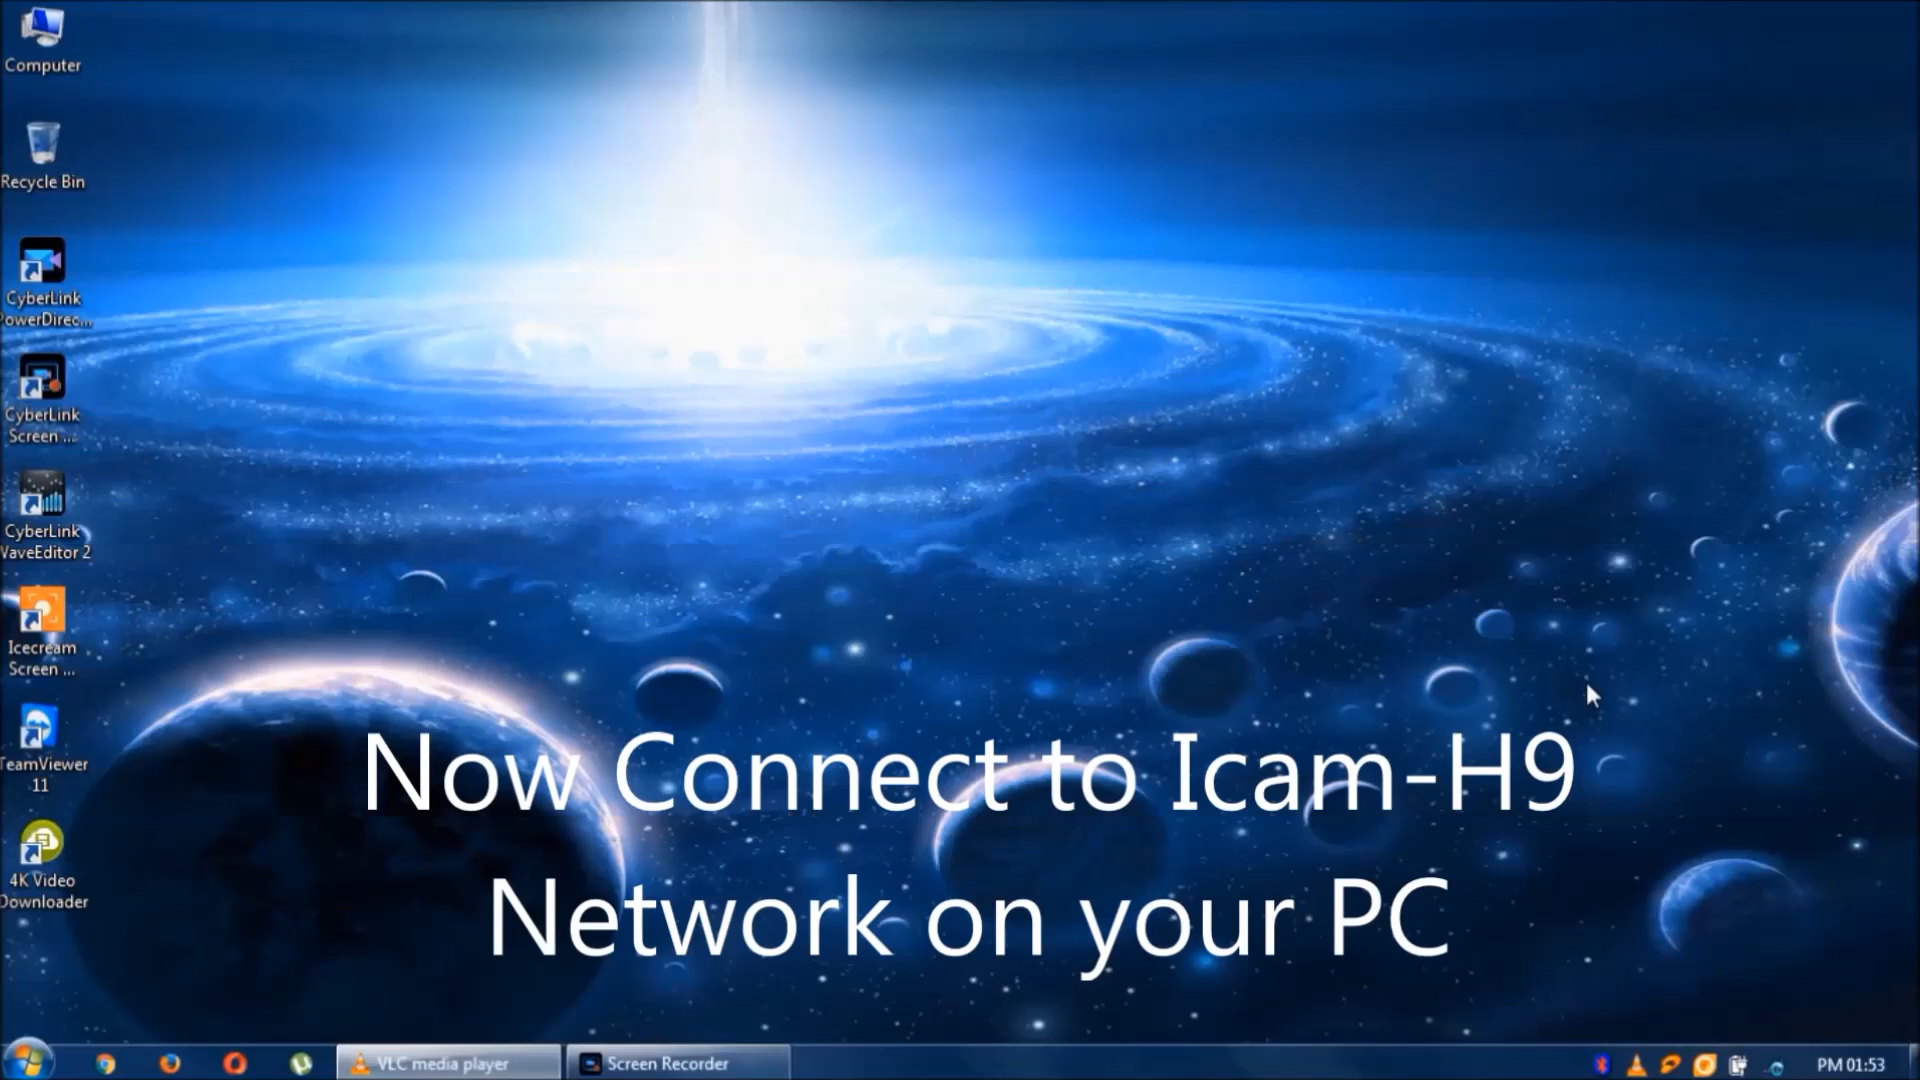 Computer
Recycle Bin
CyberLink
PowerDirec...
CyberLink
Screen ...
CyberLink
WaveEditor 2
Icecream
Screen ...
TeamViewer
11
4K Video
Downloader
Now Connect to Icam-H9
Network on your PC
VLC media player
Screen Recorder
PM 01:53